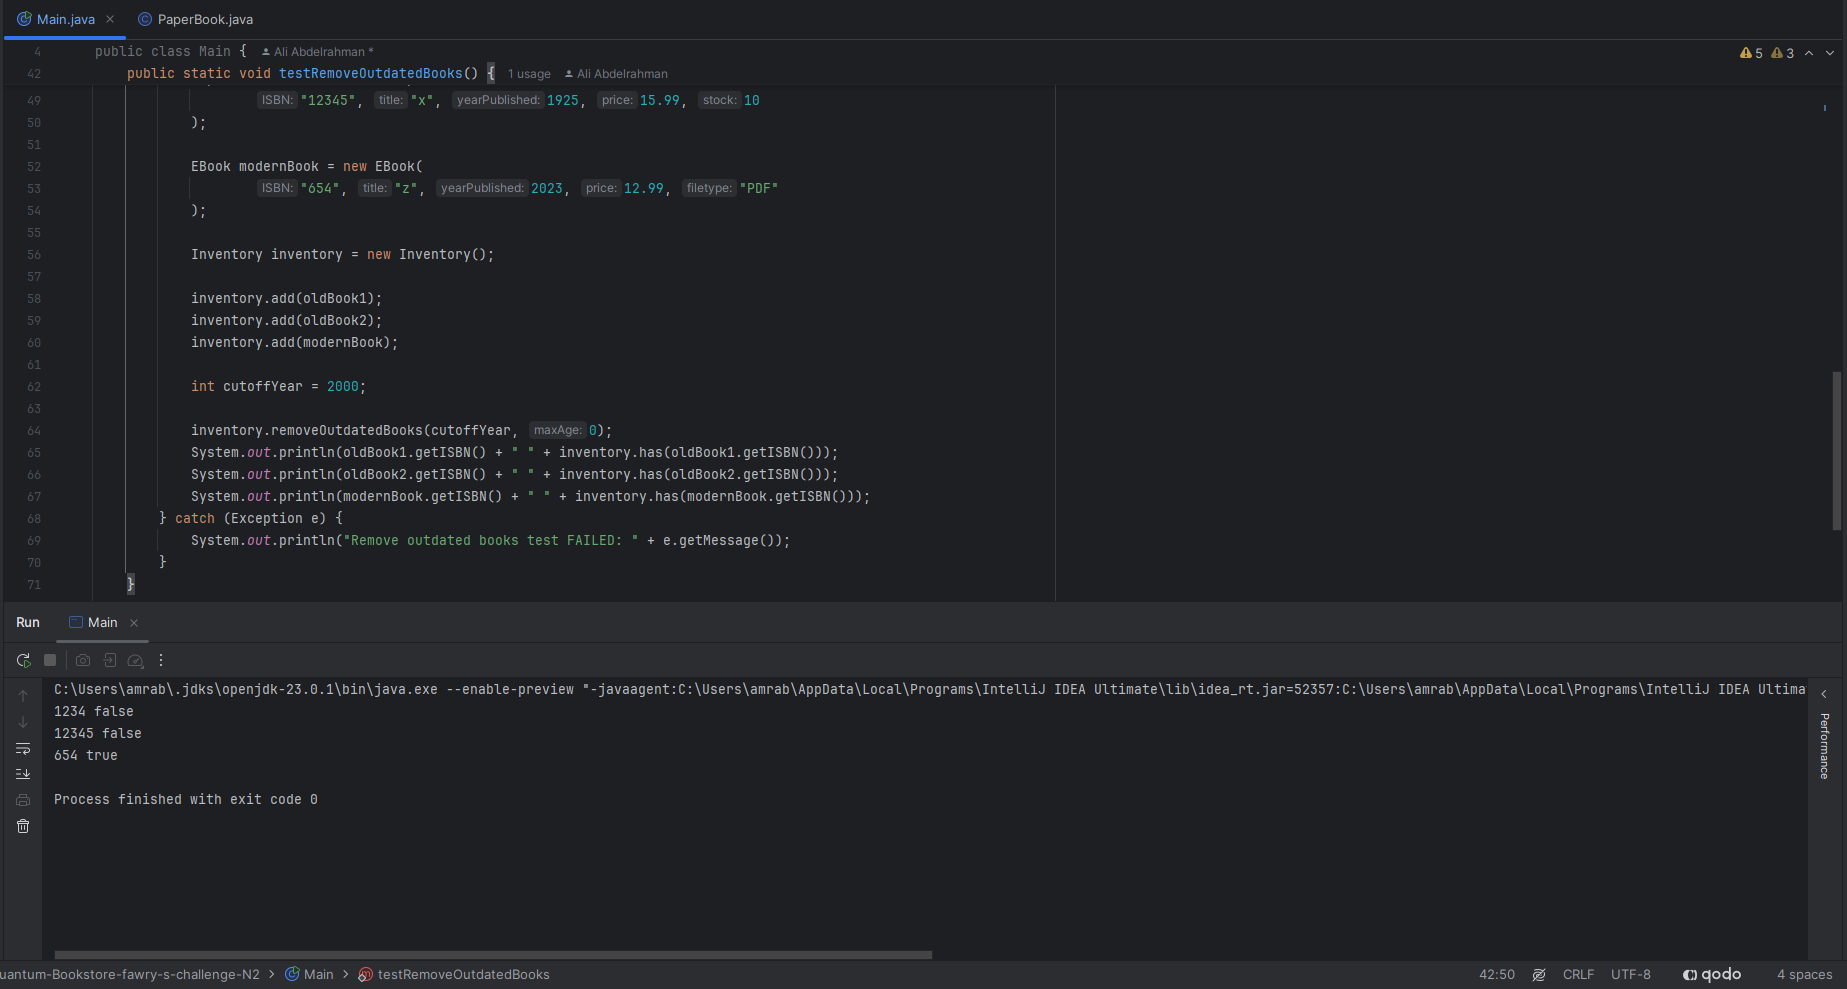 Main.java PaperBook.java
4 public class Main { Ali Abdelrahman * 5 3
42 public static void testRemoveOutdatedBooks() { 1 usage Ali Abdelrahman
49 ISBN: "12345", title: "x", yearPublished: 1925, price: 15.99, stock: 10
50 );
51
52 EBook modernBook = new EBook(
53 ISBN: "654", title: "z", yearPublished: 2023, price: 12.99, filetype: "PDF"
54 );
55
56 Inventory inventory = new Inventory();
57
58 inventory.add(oldBook1);
59 inventory.add(oldBook2);
60 inventory.add(modernBook);
61
62 int cutoffYear = 2000;
63
64 inventory.removeOutdatedBooks(cutoffYear, maxAge: 0);
65 System.out.println(oldBook1.getISBN() + " " + inventory.has(oldBook1.getISBN()));
66 System.out.println(oldBook2.getISBN() + " " + inventory.has(oldBook2.getISBN()));
67 System.out.println(modernBook.getISBN() + " " + inventory.has(modernBook.getISBN()));
68 } catch (Exception e) {
69 System.out.println("Remove outdated books test FAILED: " + e.getMessage());
70 }
71 }
Run Main
C:\Users\amrab\.jdks\openjdk-23.0.1\bin\java.exe --enable-preview "-javaagent:C:\Users\amrab\AppData\Local\Programs\IntelliJ IDEA Ultimate\lib\idea_rt.jar=52357:C:\Users\amrab\AppData\Local\Programs\IntelliJ IDEA Ultima
1234 false
12345 false
654 true
Process finished with exit code 0
Performance
uantum-Bookstore-fawry-s-challenge-N2 > Main > testRemoveOutdatedBooks 42:50 CRLF UTF-8 qodo 4 spaces